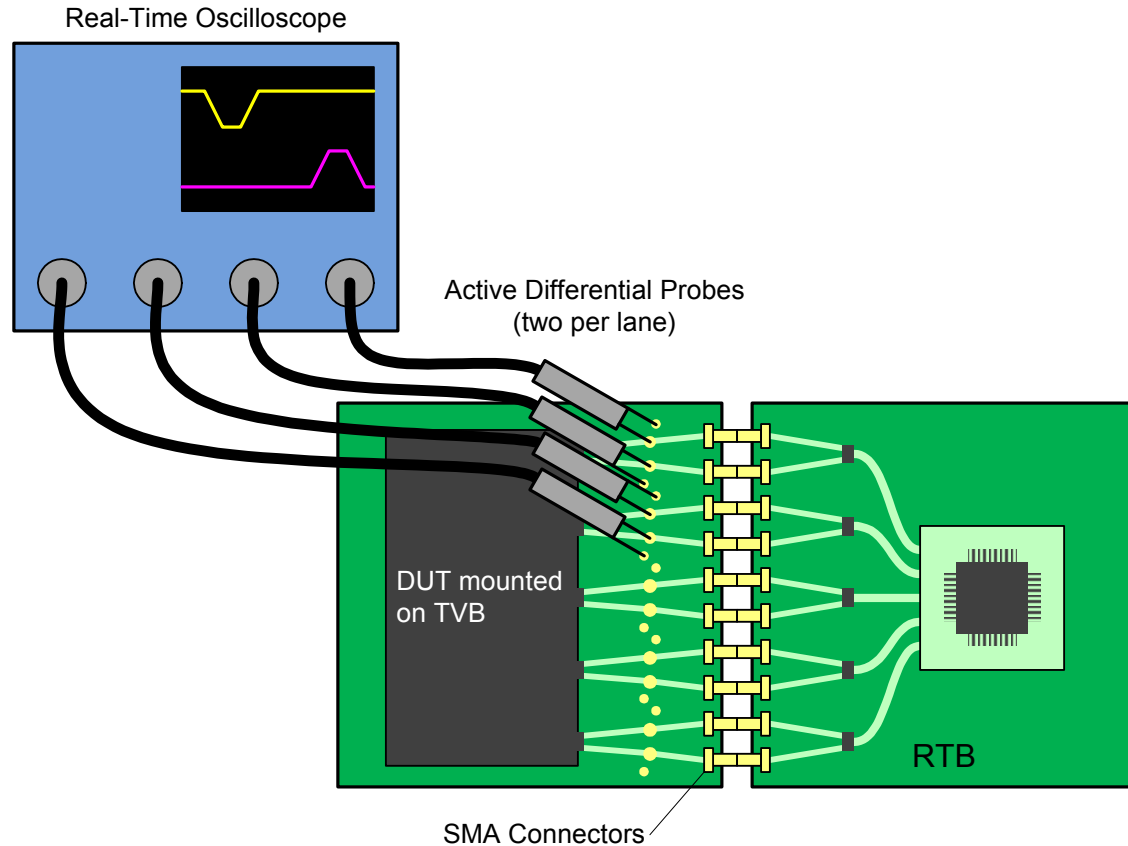 Real-Time Oscilloscope
Active Differential Probes
(two per lane)
DUT mounted
on TVB
RTB
SMA Connectors